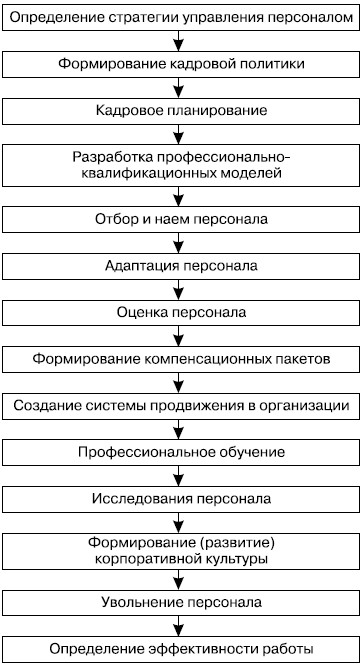 Определение стратегии управления персоналом
Формирование кадровой политики
Кадровое планирование
Разработка профессионально-
квалификационных моделей
Отбор и наем персонала
Адаптация персонала
Оценка персонала
Формирование компенсационных пакетов
Создание системы продвижения в организации
Профессиональное обучение
Исследования персонала
Формирование (развитие)
корпоративной культуры
Увольнение персонала
Определение эффективности работы